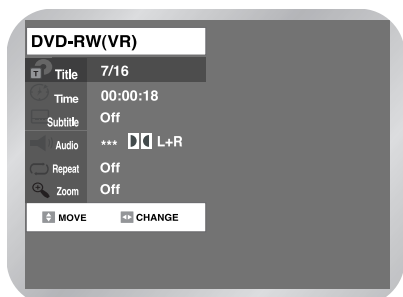 DVD-RW(VR)
T Title 7/16
Time 00:00:18
Subtitle Off
Audio *** L+R
Repeat Off
Zoom Off
MOVE CHANGE